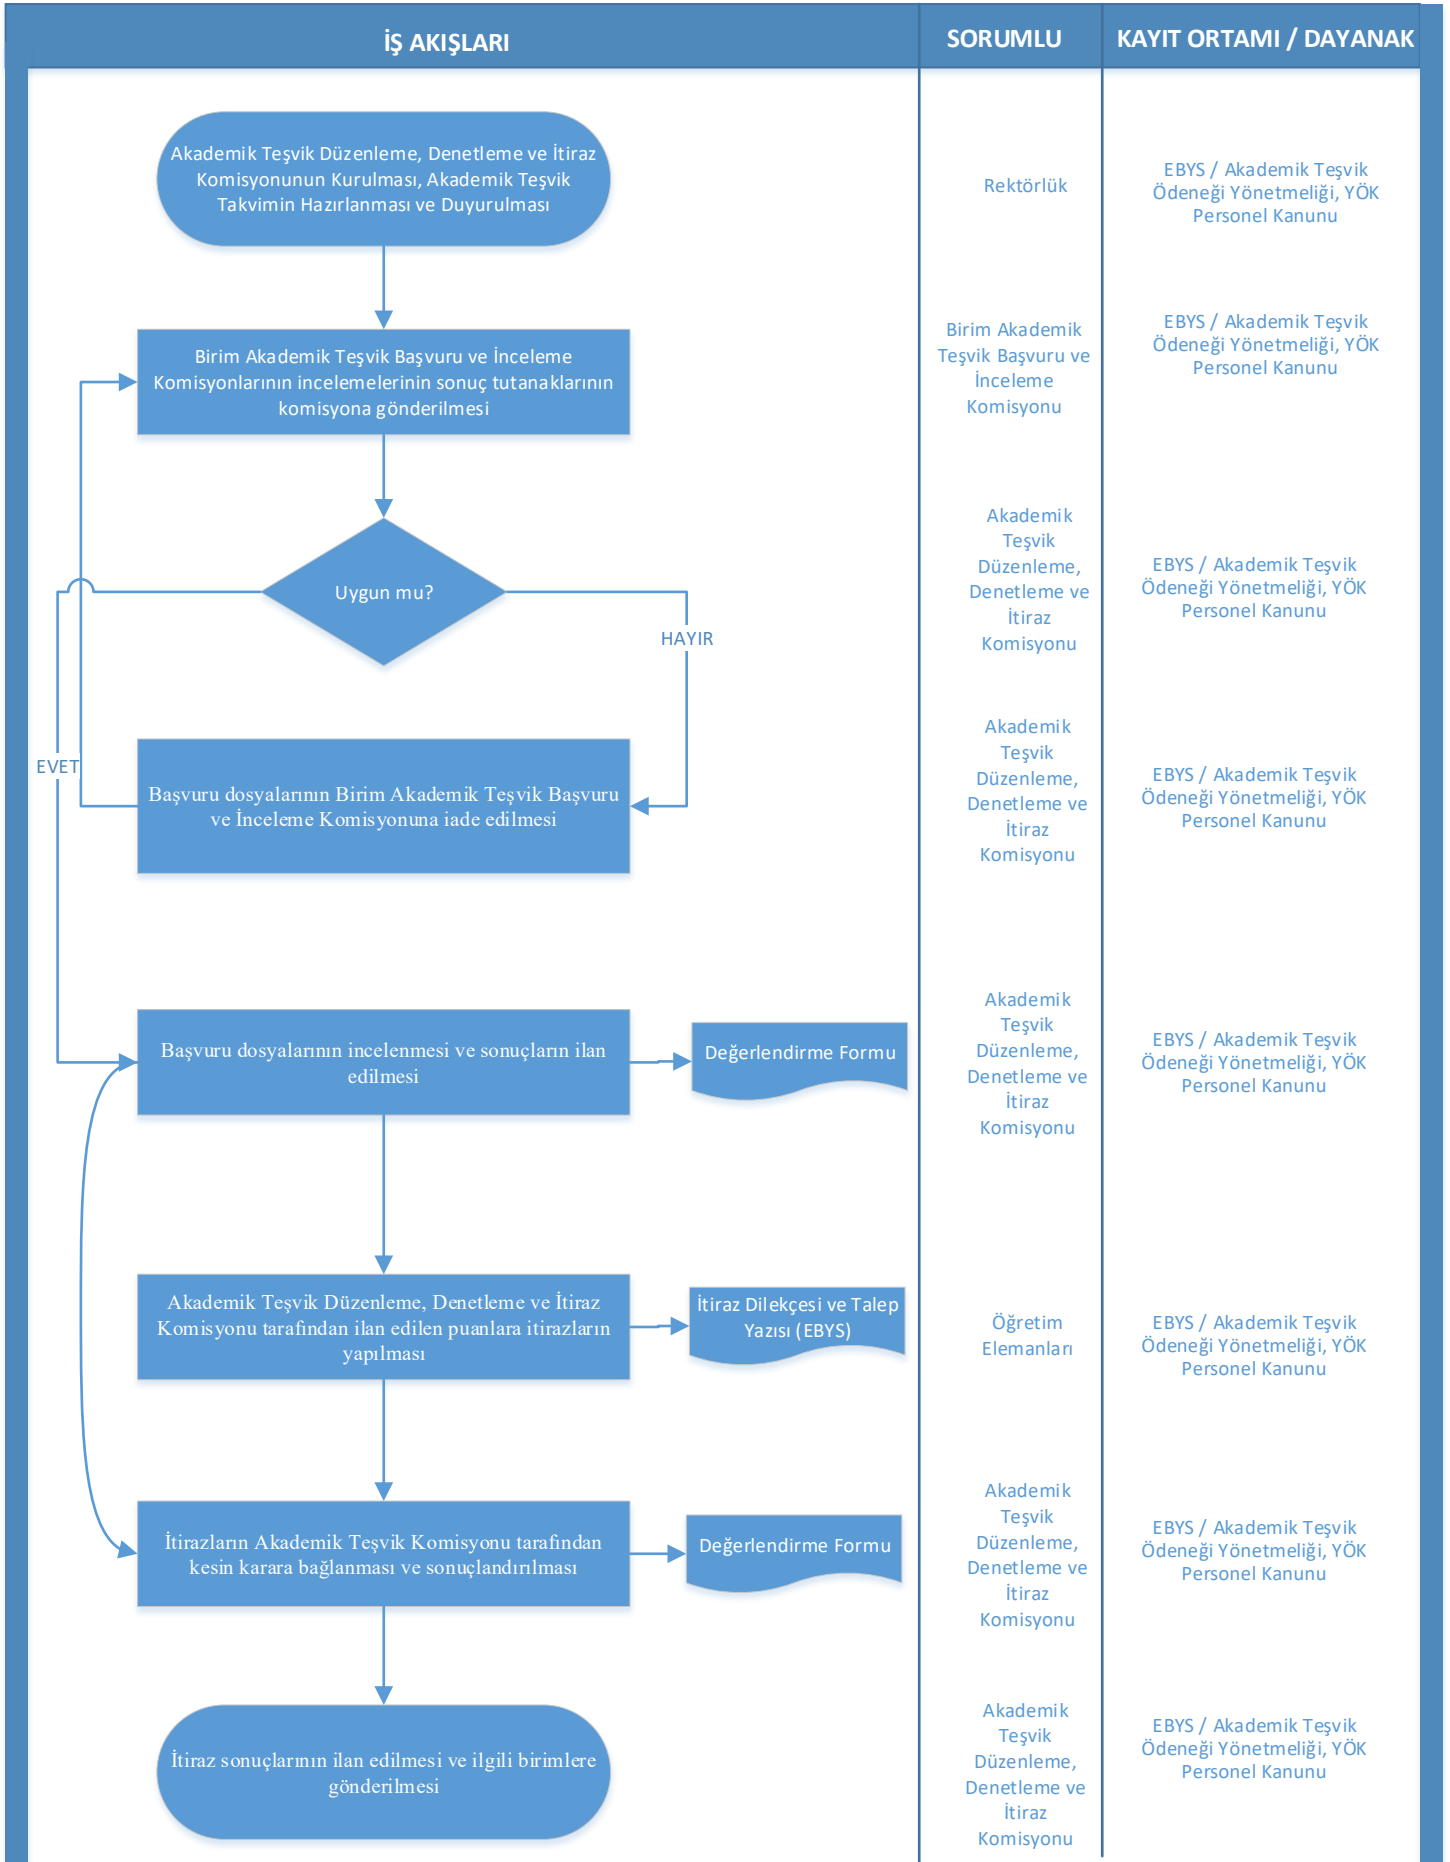 İŞ AKIŞLARI
SORUMLU
KAYIT ORTAMI / DAYANAK
Akademik Teşvik Düzenleme, Denetleme ve İtiraz
Komisyonunun Kurulması, Akademik Teşvik
Takvimin Hazırlanması ve Duyurulması
Rektörlük
EBYS / Akademik Teşvik
Ödeneği Yönetmeliği, YÖK
Personel Kanunu
Birim Akademik Teşvik Başvuru ve İnceleme
Komisyonlarının incelemelerinin sonuç tutanaklarının
komisyona gönderilmesi
Birim Akademik
Teşvik Başvuru ve
İnceleme
Komisyonu
EBYS / Akademik Teşvik
Ödeneği Yönetmeliği, YÖK
Personel Kanunu
Uygun mu?
HAYIR
Akademik
Teşvik
Düzenleme,
Denetleme ve
İtiraz
Komisyonu
EBYS / Akademik Teşvik
Ödeneği Yönetmeliği, YÖK
Personel Kanunu
EVET
Başvuru dosyalarının Birim Akademik Teşvik Başvuru
ve İnceleme Komisyonuna iade edilmesi
Akademik
Teşvik
Düzenleme,
Denetleme ve
İtiraz
Komisyonu
EBYS / Akademik Teşvik
Ödeneği Yönetmeliği, YÖK
Personel Kanunu
Başvuru dosyalarının incelenmesi ve sonuçların ilan
edilmesi
Değerlendirme Formu
Akademik
Teşvik
Düzenleme,
Denetleme ve
İtiraz
Komisyonu
EBYS / Akademik Teşvik
Ödeneği Yönetmeliği, YÖK
Personel Kanunu
Akademik Teşvik Düzenleme, Denetleme ve İtiraz
Komisyonu tarafından ilan edilen puanlara itirazların
yapılması
İtiraz Dilekçesi ve Talep
Yazısı (EBYS)
Öğretim
Elemanları
EBYS / Akademik Teşvik
Ödeneği Yönetmeliği, YÖK
Personel Kanunu
İtirazların Akademik Teşvik Komisyonu tarafından
kesin karara bağlanması ve sonuçlandırılması
Değerlendirme Formu
Akademik
Teşvik
Düzenleme,
Denetleme ve
İtiraz
Komisyonu
EBYS / Akademik Teşvik
Ödeneği Yönetmeliği, YÖK
Personel Kanunu
İtiraz sonuçlarının ilan edilmesi ve ilgili birimlere
gönderilmesi
Akademik
Teşvik
Düzenleme,
Denetleme ve
İtiraz
Komisyonu
EBYS / Akademik Teşvik
Ödeneği Yönetmeliği, YÖK
Personel Kanunu